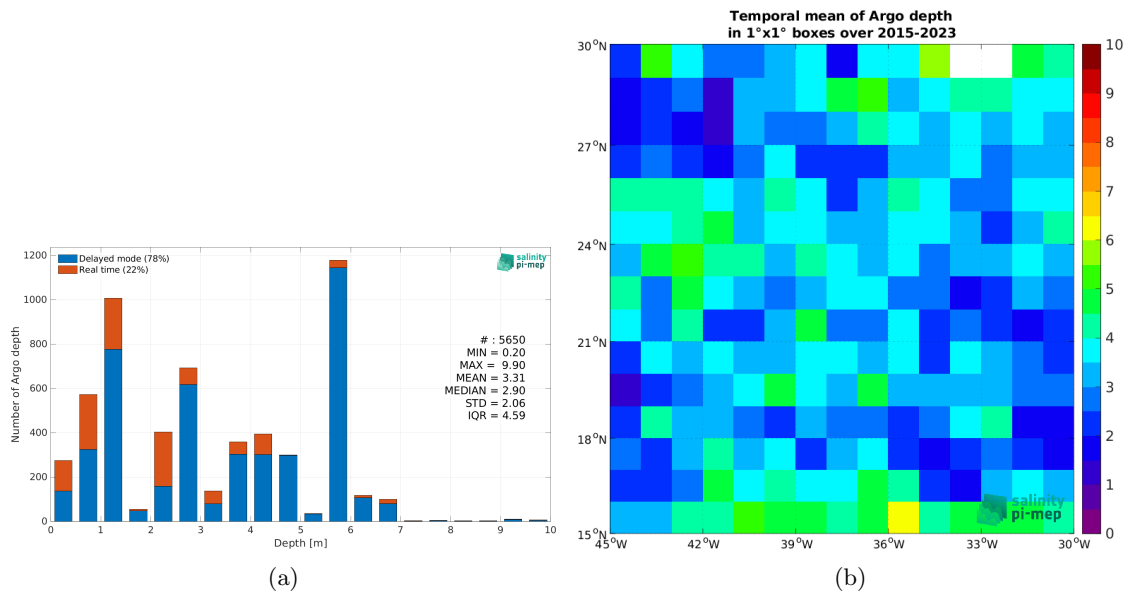 Temporal mean of Argo depth
in 1°x1° boxes over 2015-2023
30°N
27°N
24°N
21°N
18°N
15°N
45°W
42°W
39°W
36°W
33°W
30°W
10
9
8
7
6
5
4
3
2
1
0
salinity
pi-mep
1200
1000
800
600
400
200
0
Number of Argo depth
Delayed mode (78%)
Real time (22%)
salinity
pi-mep
# : 5650
MIN = 0.20
MAX = 9.90
MEAN = 3.31
MEDIAN = 2.90
STD = 2.06
IQR = 4.59
0 1 2 3 4 5 6 7 8 9 10
Depth [m]
(a)
(b)